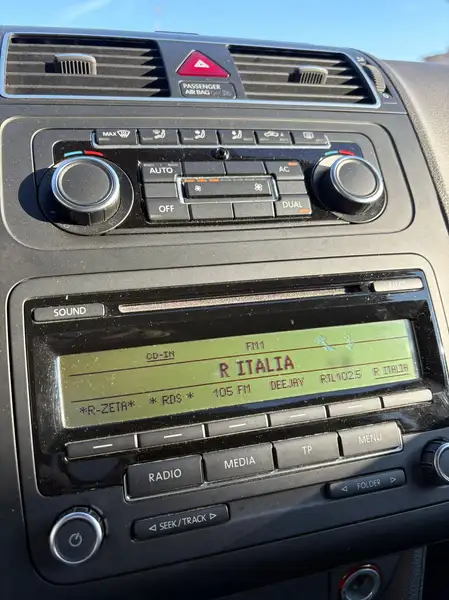 PASSENGER
AIR BAG OFF
MAX
AUTO
AC
OFF
DUAL
SOUND
CD-IN
FM1
R ITALIA
*R-ZETA* *RDS* 105 FM DEEJAY RTL102.5 R ITALIA
RADIO
MEDIA
TP
MENU
SEEK/TRACK
FOLDER